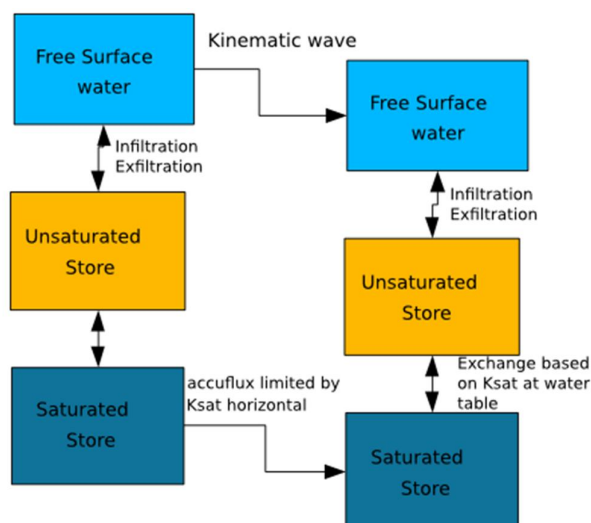 Kinematic wave
Free Surface
water
Free Surface
water
Infiltration
Exfiltration
Infiltration
Exfiltration
Unsaturated
Store
Unsaturated
Store
Exchange based
on Ksat at water
table
accuflux limited by
Ksat horizontal
Saturated
Store
Saturated
Store